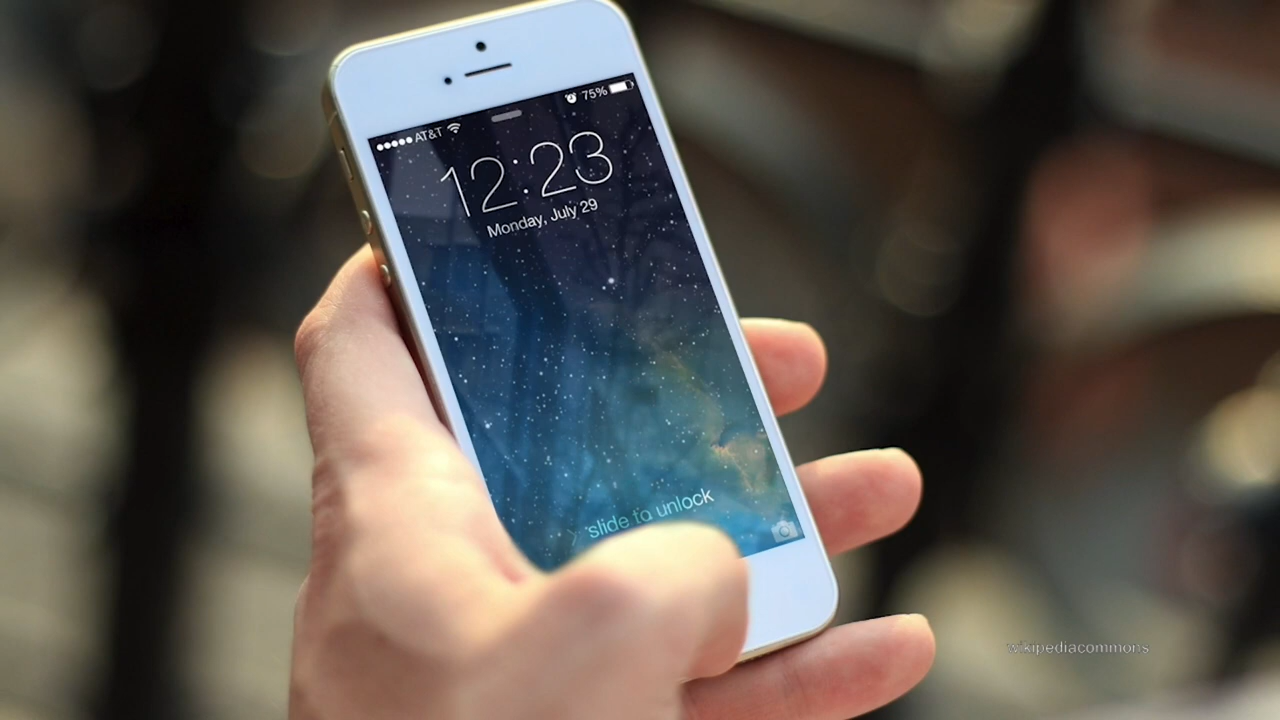 AT&T 75%
12:23
Monday, July 29
slide to unlock
wikipediacommons